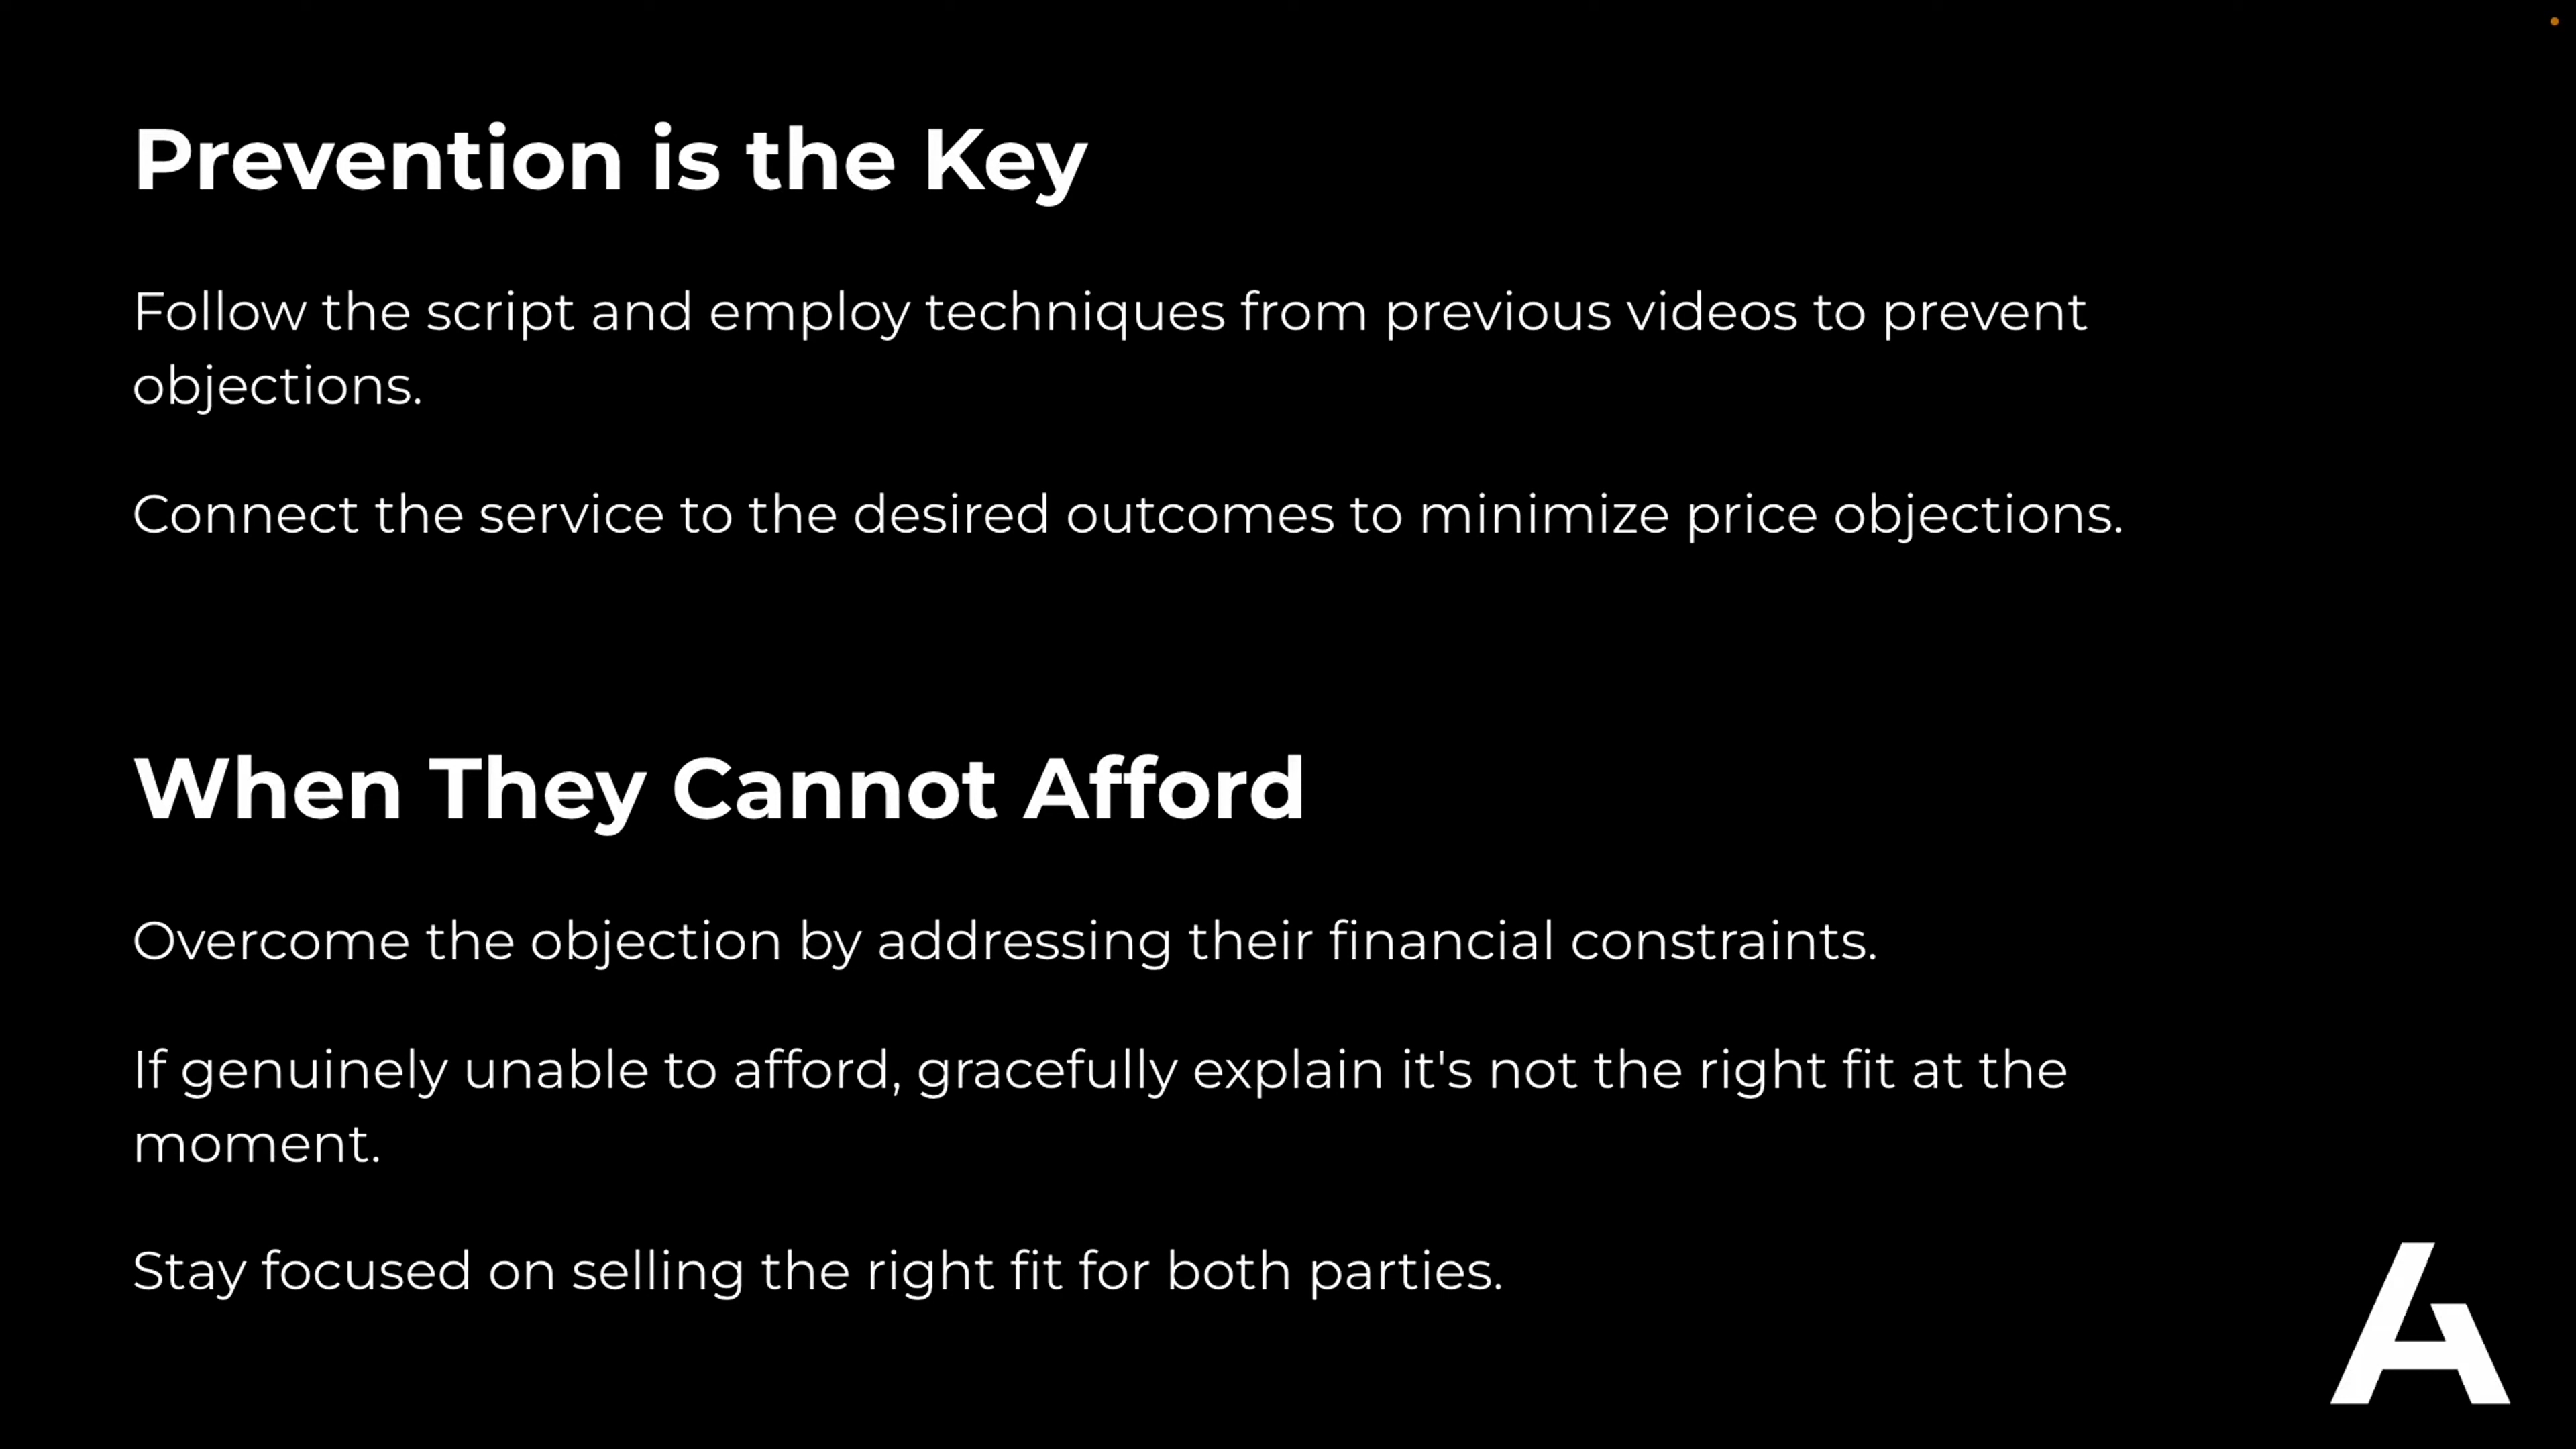 Prevention is the Key
Follow the script and employ techniques from previous videos to prevent
objections.
Connect the service to the desired outcomes to minimize price objections.
When They Cannot Afford
Overcome the objection by addressing their financial constraints.
If genuinely unable to afford, gracefully explain it's not the right fit at the
moment.
Stay focused on selling the right fit for both parties.